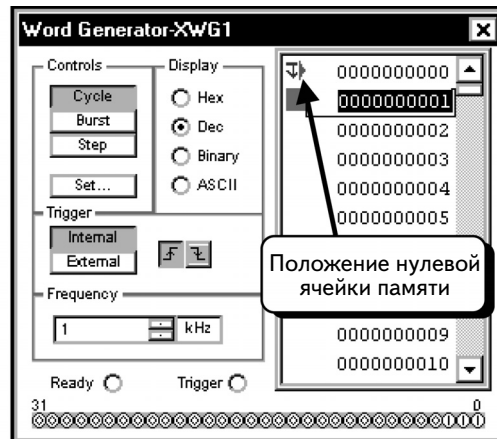 Word Generator-XWG1
Controls
Cycle
Burst
Step
Set...
Display
Hex
Dec
Binary
ASCII
Trigger
Internal
External
Frequency
1
kHz
Ready
Trigger
0000000000
0000000001
0000000002
0000000003
0000000004
0000000005
Положение нулевой
ячейки памяти
0000000009
0000000010
31
0